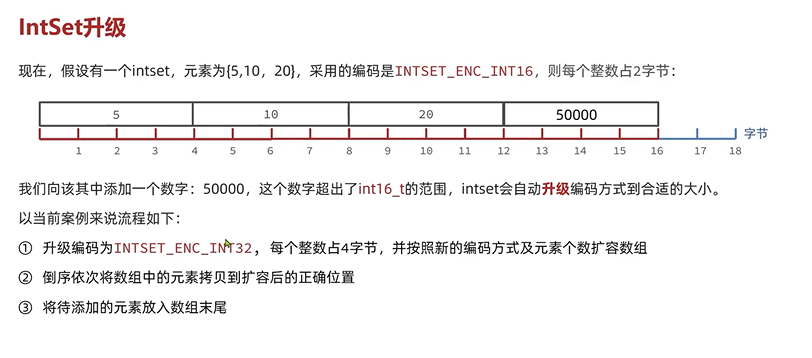 IntSet升级
现在，假设有一个intset，元素为{5,10，20}，采用的编码是INTSET_ENC_INT16，则每个整数占2字节：
5 10 20 50000
字节
1 2 3 4 5 6 7 8 9 10 11 12 13 14 15 16 17 18
我们向该其中添加一个数字：50000，这个数字超出了int16_t的范围，intset会自动升级编码方式到合适的大小。
以当前案例来说流程如下：
① 升级编码为INTSET_ENC_INT32，每个整数占4字节，并按照新的编码方式及元素个数扩容数组
② 倒序依次将数组中的元素拷贝到扩容后的正确位置
③ 将待添加的元素放入数组末尾